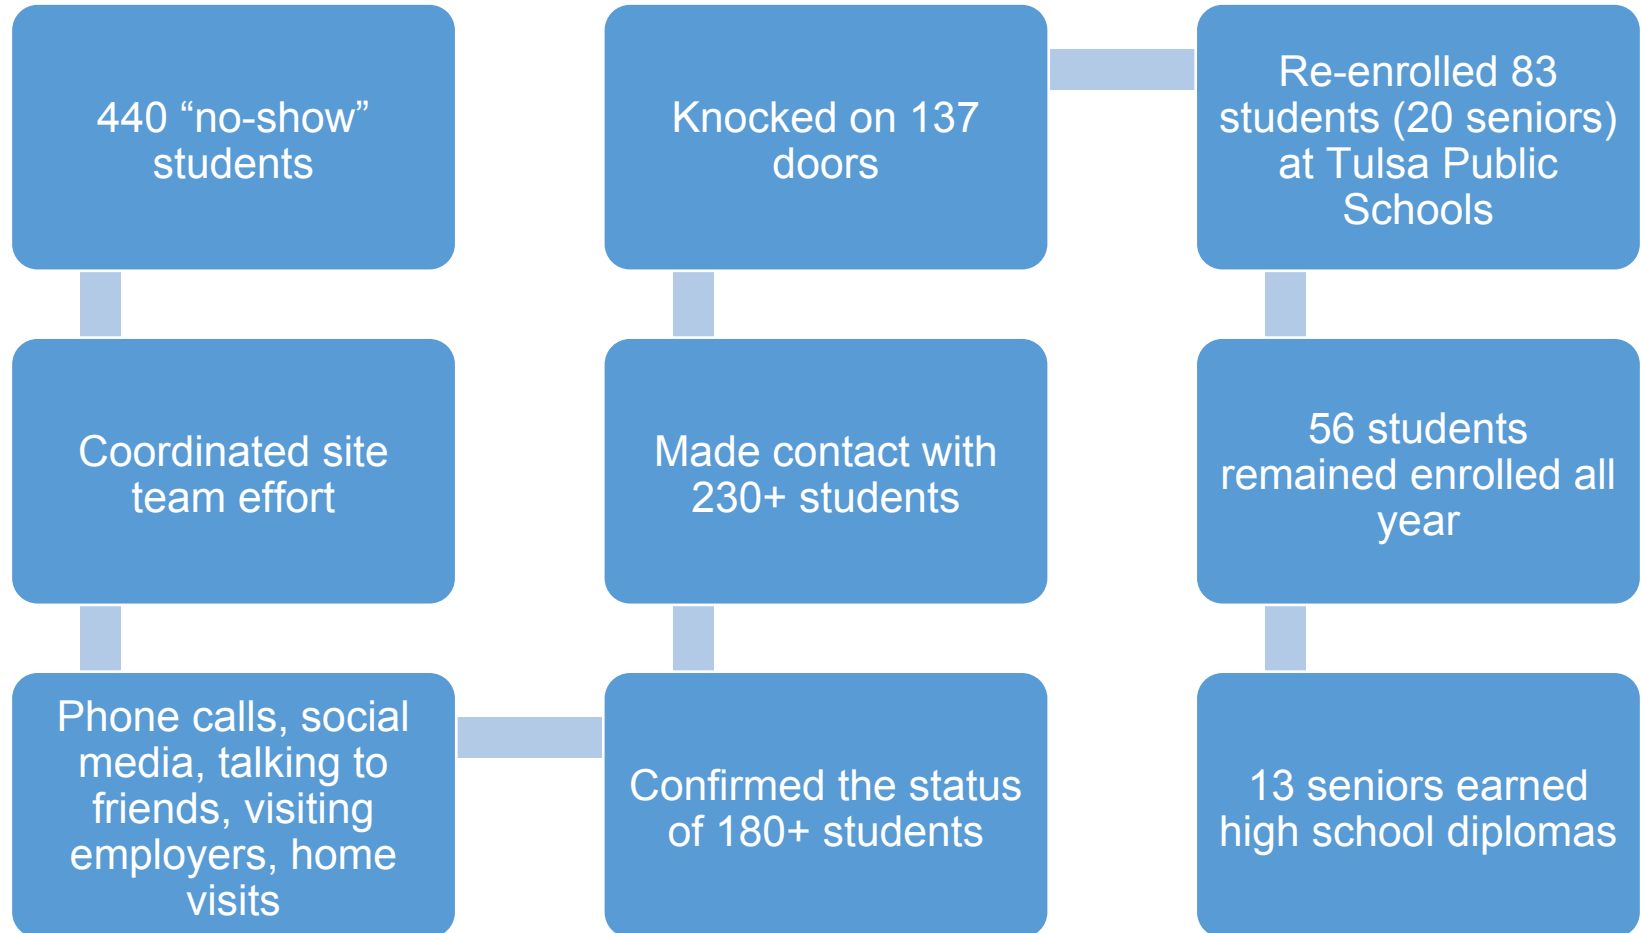 440 “no-show”
students
Coordinated site
team effort
Phone calls, social
media, talking to
friends, visiting
employers, home
visits
Confirmed the status
of 180+ students
Made contact with
230+ students
Knocked on 137
doors
Re-enrolled 83
students (20 seniors)
at Tulsa Public
Schools
56 students
remained enrolled all
year
13 seniors earned
high school diplomas